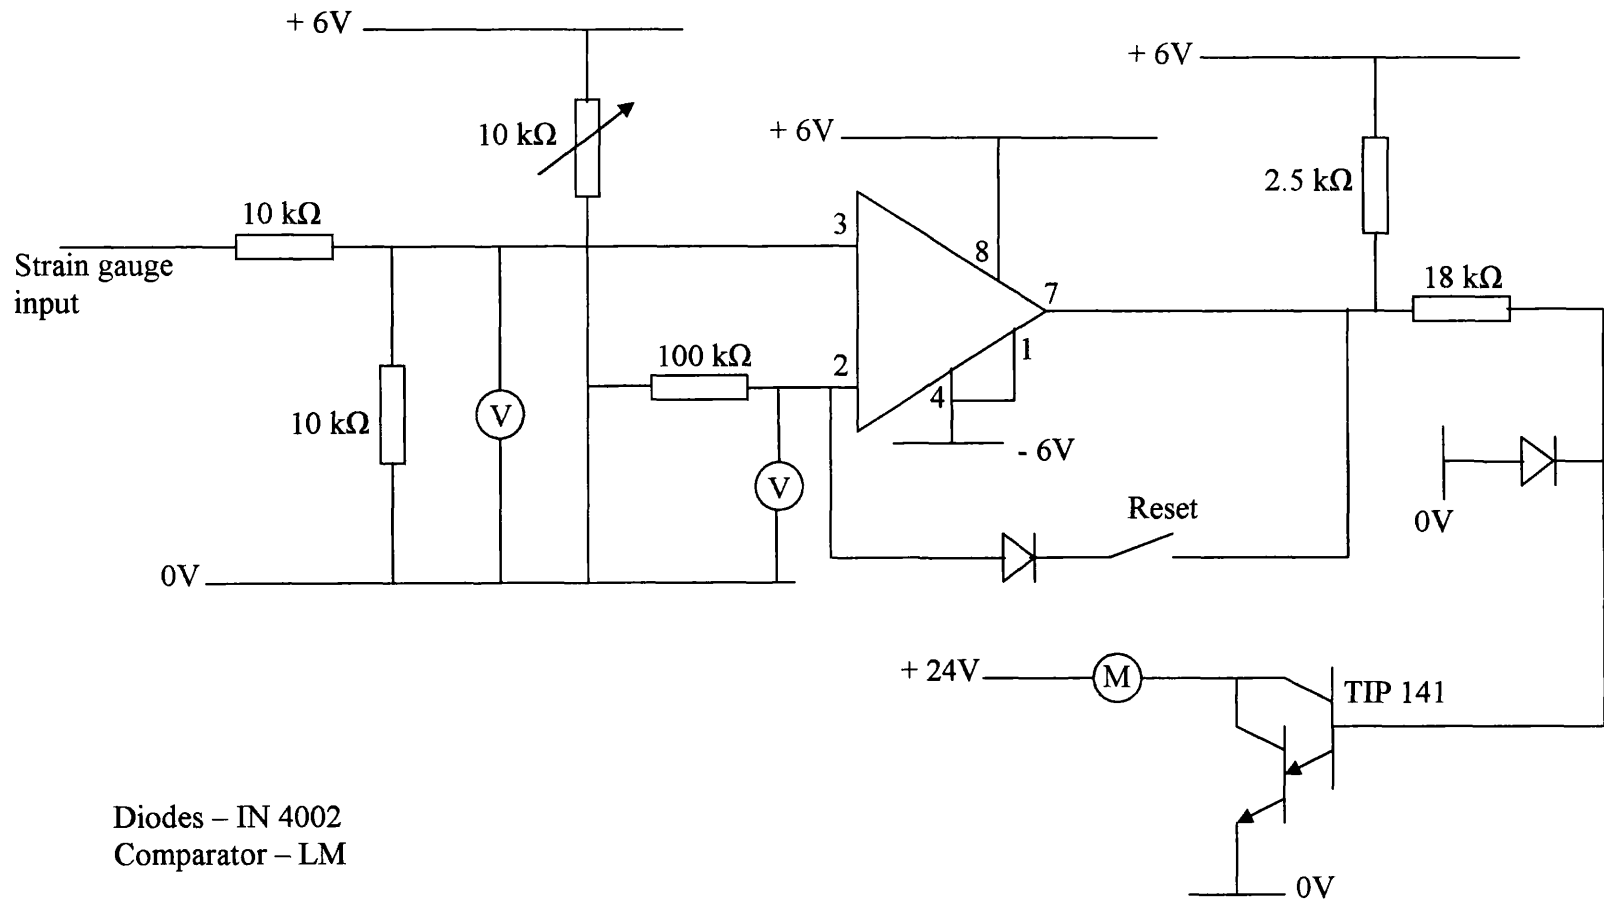 + 6V
+ 6V
10 kΩ
+ 6V
2.5 kΩ
10 kΩ
3
8
Strain gauge
input
7
18 kΩ
100 kΩ
2
1
4
10 kΩ
V
- 6V
V
Reset
0V
0V
+ 24V
M
TIP 141
Diodes – IN 4002
Comparator – LM
0V